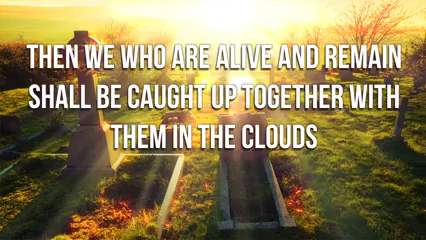 THEN WE WHO ARE ALIVE AND REMAIN
SHALL BE CAUGHT UP TOGETHER WITH
THEM IN THE CLOUDS